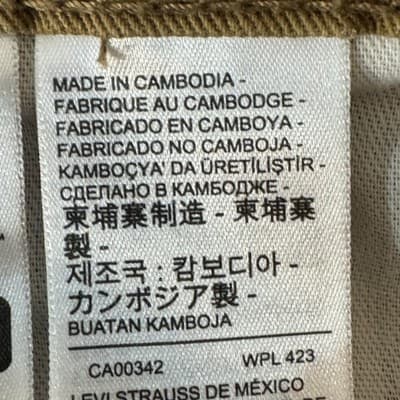 MADE IN CAMBODIA -
FABRIQUE AU CAMBODGE -
FABRICADO EN CAMBOYA -
FABRICADO NO CAMBOJA -
KAMBOÇYA' DA ÜRETİLİŞTİR -
СДЕЛАНО В КАМБОДЖЕ -
柬埔寨制造 - 柬埔寨
製 -
제조국 : 캄보디아 -
カンボジア製 -
BUATAN KAMBOJA
CA00342 WPL 423
LEVI STRAUSS DE MÉXICO